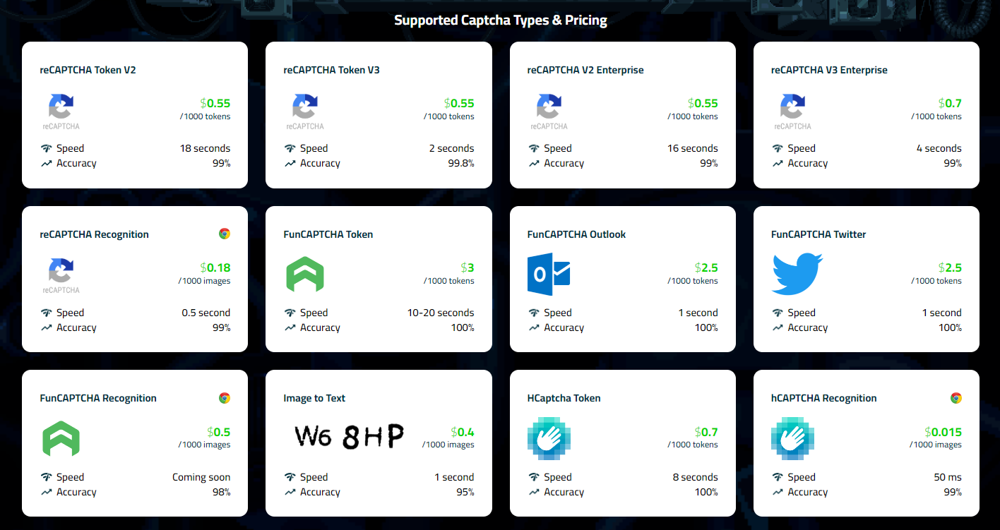 Supported Captcha Types & Pricing
reCAPTCHA Token V2
reCAPTCHA
$0.55
/1000 tokens
Speed 18 seconds
Accuracy 99%
reCAPTCHA Token V3
reCAPTCHA
$0.55
/1000 tokens
Speed 2 seconds
Accuracy 99.8%
reCAPTCHA V2 Enterprise
reCAPTCHA
$0.55
/1000 tokens
Speed 16 seconds
Accuracy 99%
reCAPTCHA V3 Enterprise
reCAPTCHA
$0.7
/1000 tokens
Speed 4 seconds
Accuracy 99%
reCAPTCHA Recognition
reCAPTCHA
$0.18
/1000 images
Speed 0.5 second
Accuracy 99%
FunCAPTCHA Token
$3
/1000 tokens
Speed 10-20 seconds
Accuracy 100%
FunCAPTCHA Outlook
O
$2.5
/1000 tokens
Speed 1 second
Accuracy 100%
FunCAPTCHA Twitter
$2.5
/1000 tokens
Speed 1 second
Accuracy 100%
FunCAPTCHA Recognition
$0.5
/1000 images
Speed Coming soon
Accuracy 98%
Image to Text
W6 8HP
$0.4
/1000 images
Speed 1 second
Accuracy 95%
HCaptcha Token
$0.7
/1000 tokens
Speed 8 seconds
Accuracy 100%
hCAPTCHA Recognition
$0.015
/1000 images
Speed 50 ms
Accuracy 99%